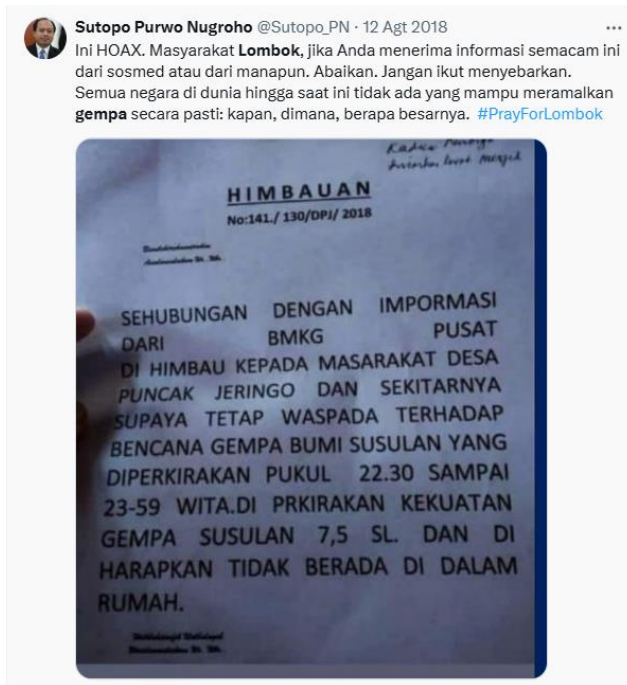 Sutopo Purwo Nugroho @Sutopo_PN · 12 Agt 2018
Ini HOAX. Masyarakat Lombok, jika Anda menerima informasi semacam ini
dari sosmed atau dari manapun. Abaikan. Jangan ikut menyebarkan.
Semua negara di dunia hingga saat ini tidak ada yang mampu meramalkan
gempa secara pasti: kapan, dimana, berapa besarnya. #PrayForLombok
HIMBAUAN
No:141./ 130/DPJ/ 2018
SEHUBUNGAN DENGAN IMPORMASI
DARI BMKG PUSAT
DI HIMBAU KEPADA MASARAKAT DESA
PUNCAK JERINGO DAN SEKITARNYA
SUPAYA TETAP WASPADA TERHADAP
BENCANA GEMPA BUMI SUSULAN YANG
DIPERKIRAKAN PUKUL 22.30 SAMPAI
23-59 WITA.DI PRKIRAKAN KEKUATAN
GEMPA SUSULAN 7,5 SL. DAN DI
HARAPKAN TIDAK BERADA DI DALAM
RUMAH.